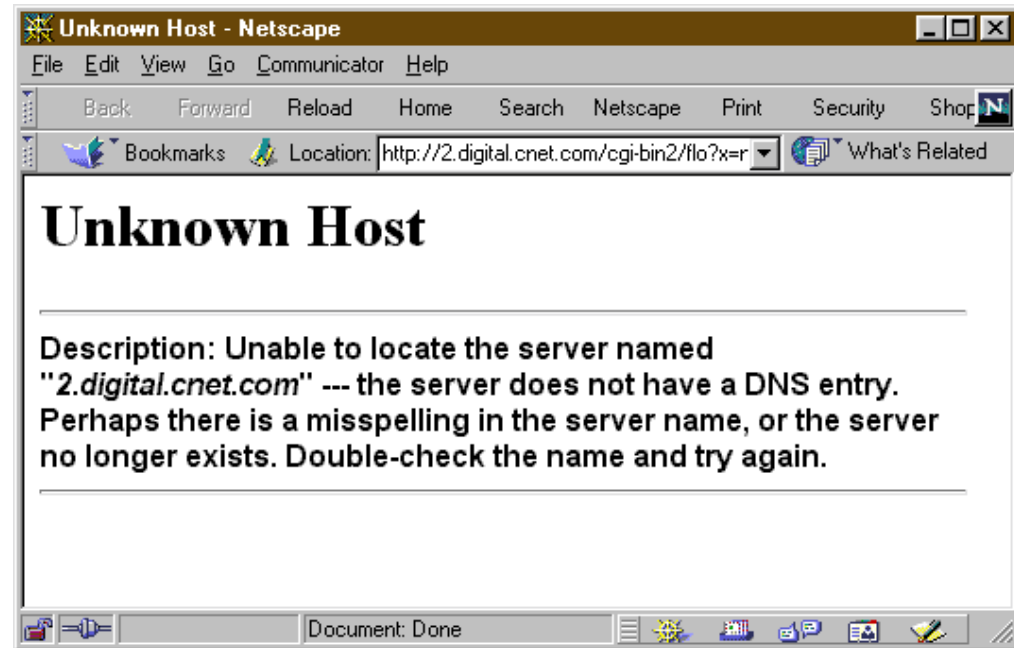 Unknown Host - Netscape
File Edit View Go Communicator Help
Back Forward Reload Home Search Netscape Print Security Shop N
Bookmarks Location: http://2.digital.cnet.com/cgi-bin2/flo?x=r What's Related
Unknown Host
Description: Unable to locate the server named
"2.digital.cnet.com" --- the server does not have a DNS entry.
Perhaps there is a misspelling in the server name, or the server
no longer exists. Double-check the name and try again.
Document: Done